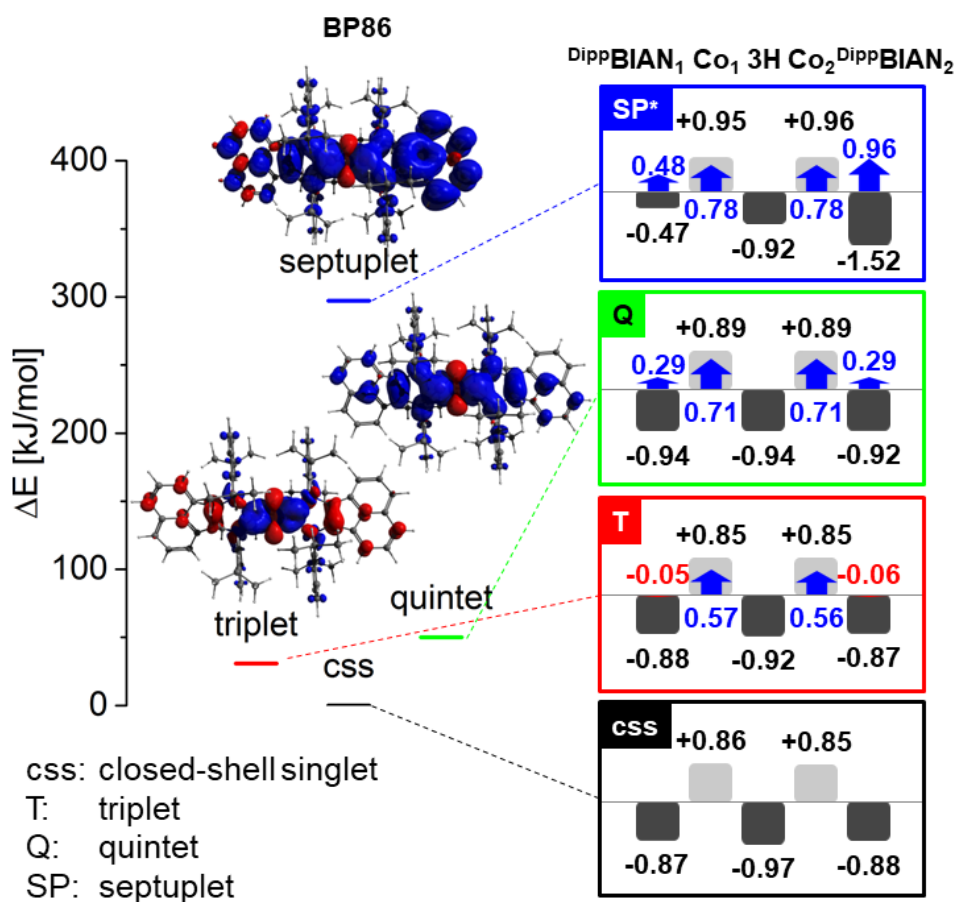 BP86
DippBIAN₁ Co₁ 3H Co₂ DippBIAN₂
ΔE [kJ/mol]
400
300
200
100
0
septuplet
quintet
triplet
css
SP*
+0.95 +0.96
0.48 0.78 0.78 0.96
-0.47 -0.92 -1.52
Q
+0.89 +0.89
0.29 0.71 0.71 0.29
-0.94 -0.94 -0.92
T
+0.85 +0.85
-0.05 0.57 0.56 -0.06
-0.88 -0.92 -0.87
css
+0.86 +0.85
-0.87 -0.97 -0.88
css: closed-shell singlet
T: triplet
Q: quintet
SP: septuplet